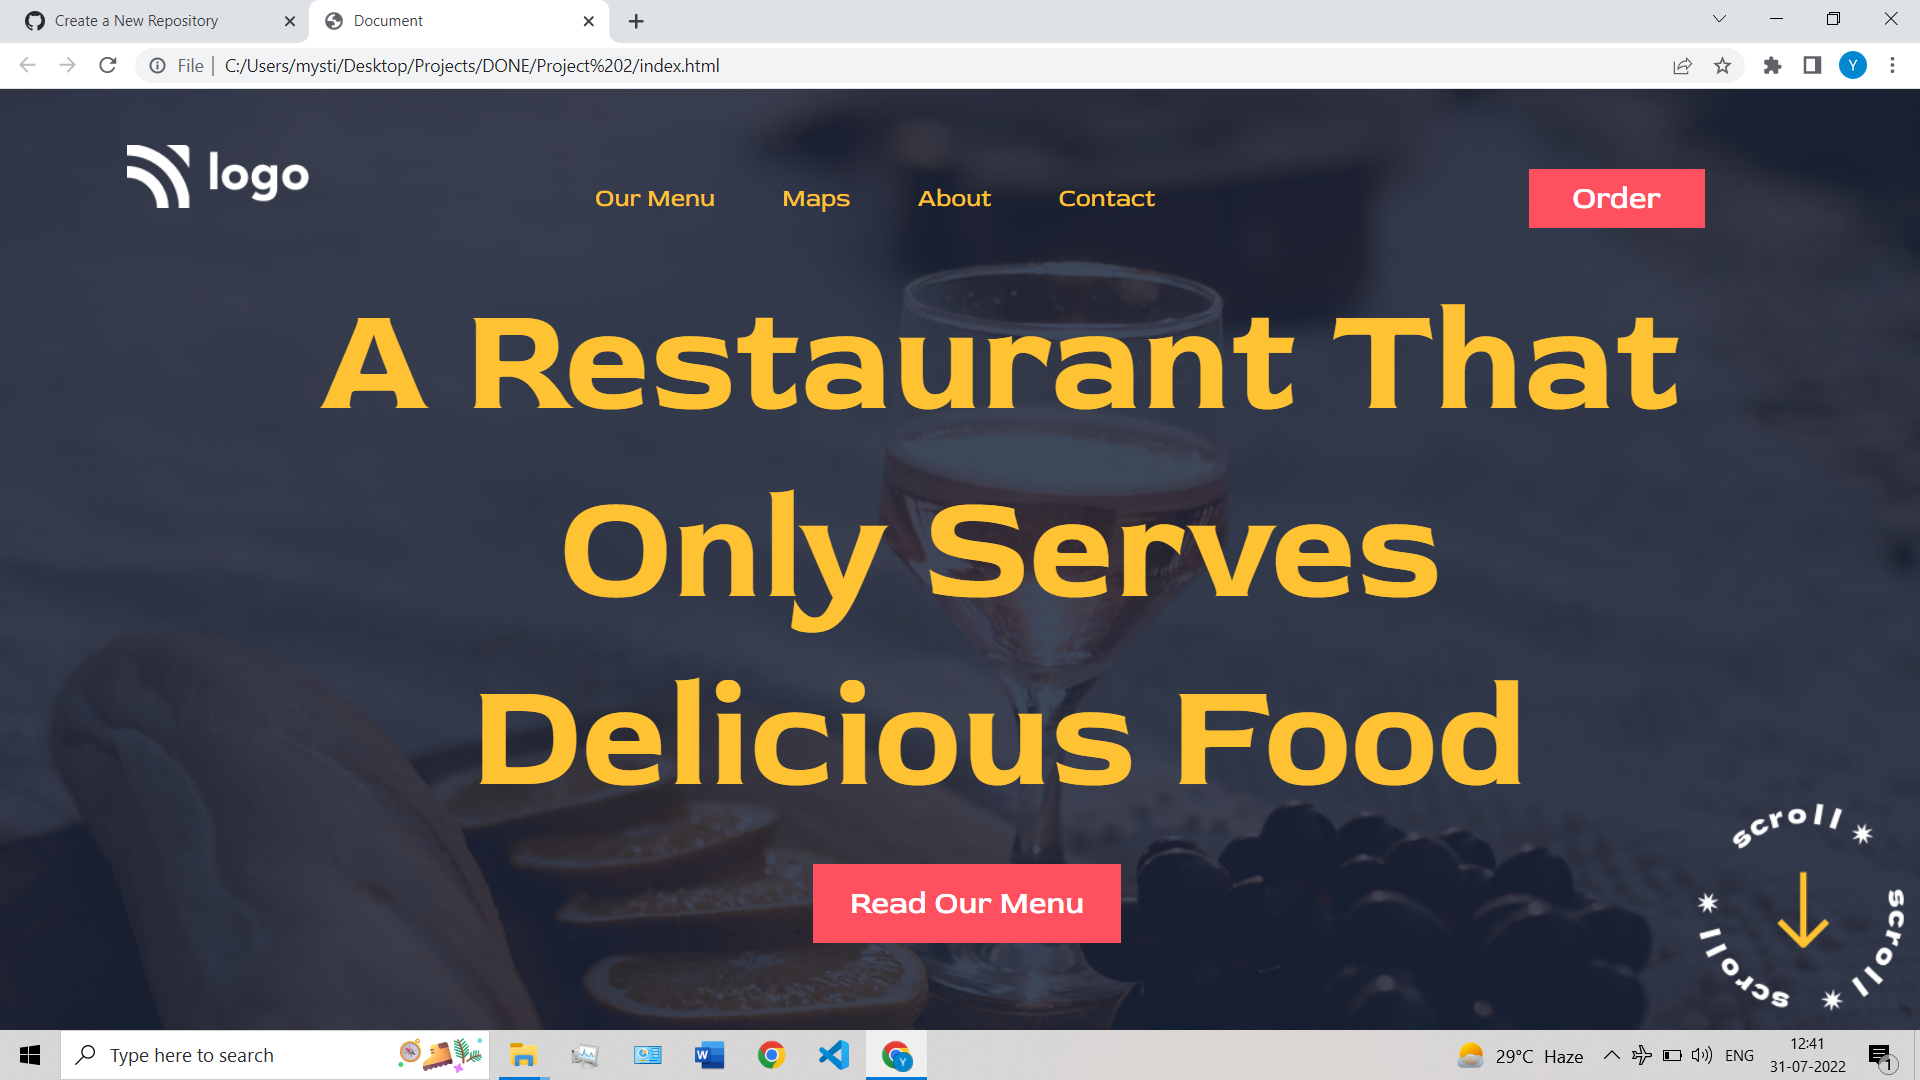 Create a New Repository
Document
File
C:/Users/mysti/Desktop/Projects/DONE/Project%202/index.html
Y
logo
Our Menu
Maps
About
Contact
Order
A Restaurant That
Only Serves
Delicious Food
Read Our Menu
scroll
scroll
scroll
Type here to search
W
Y
29°C Haze
ENG
12:41
31-07-2022
1